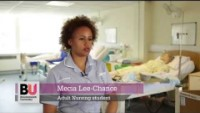 BU
Mecia Lee-Chance
Adult Nursing student